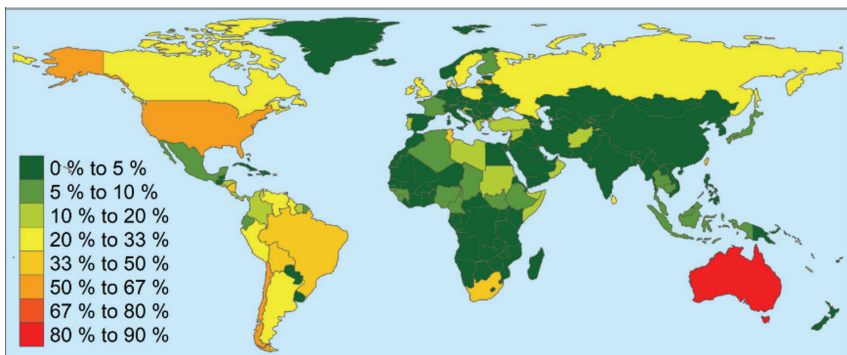 0 % to 5 %
5 % to 10 %
10 % to 20 %
20 % to 33 %
33 % to 50 %
50 % to 67 %
67 % to 80 %
80 % to 90 %